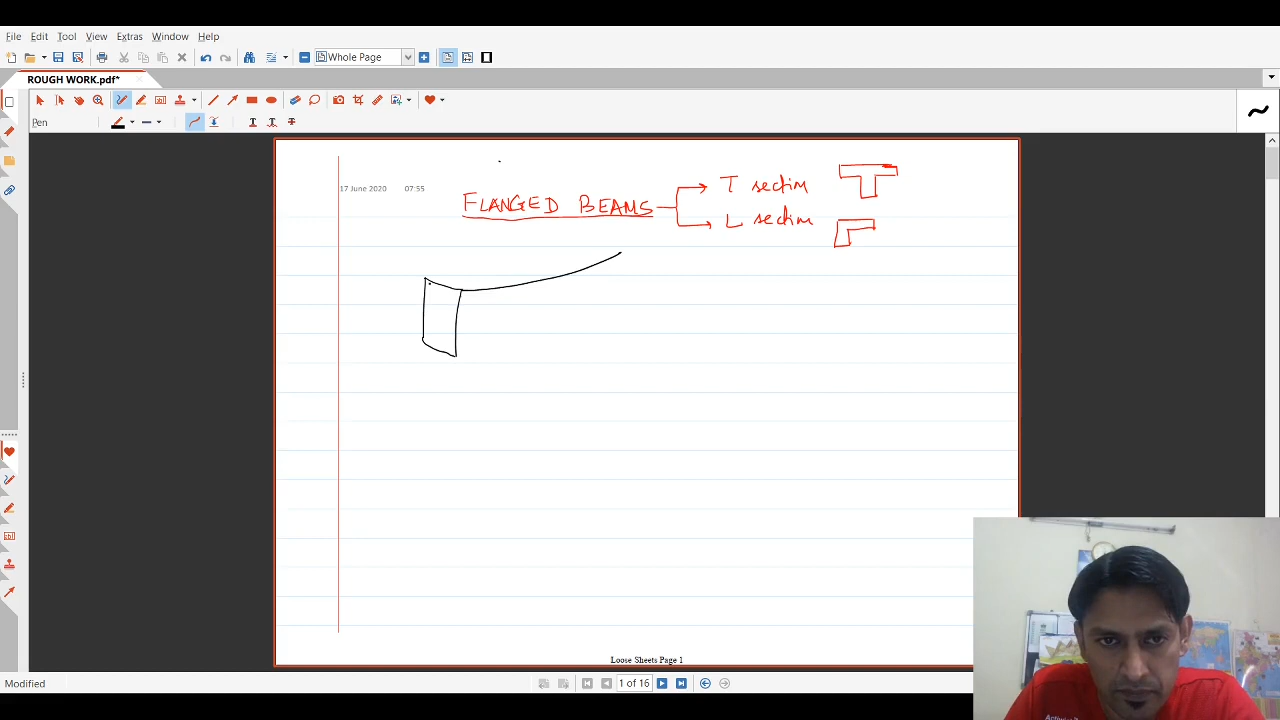 File Edit Tool View Extras Window Help
Whole Page
ROUGH WORK.pdf*
Pen
17 June 2020 07:55
FLANGED BEAMS
T section
L section
Loose Sheets Page 1
Modified
1 of 16